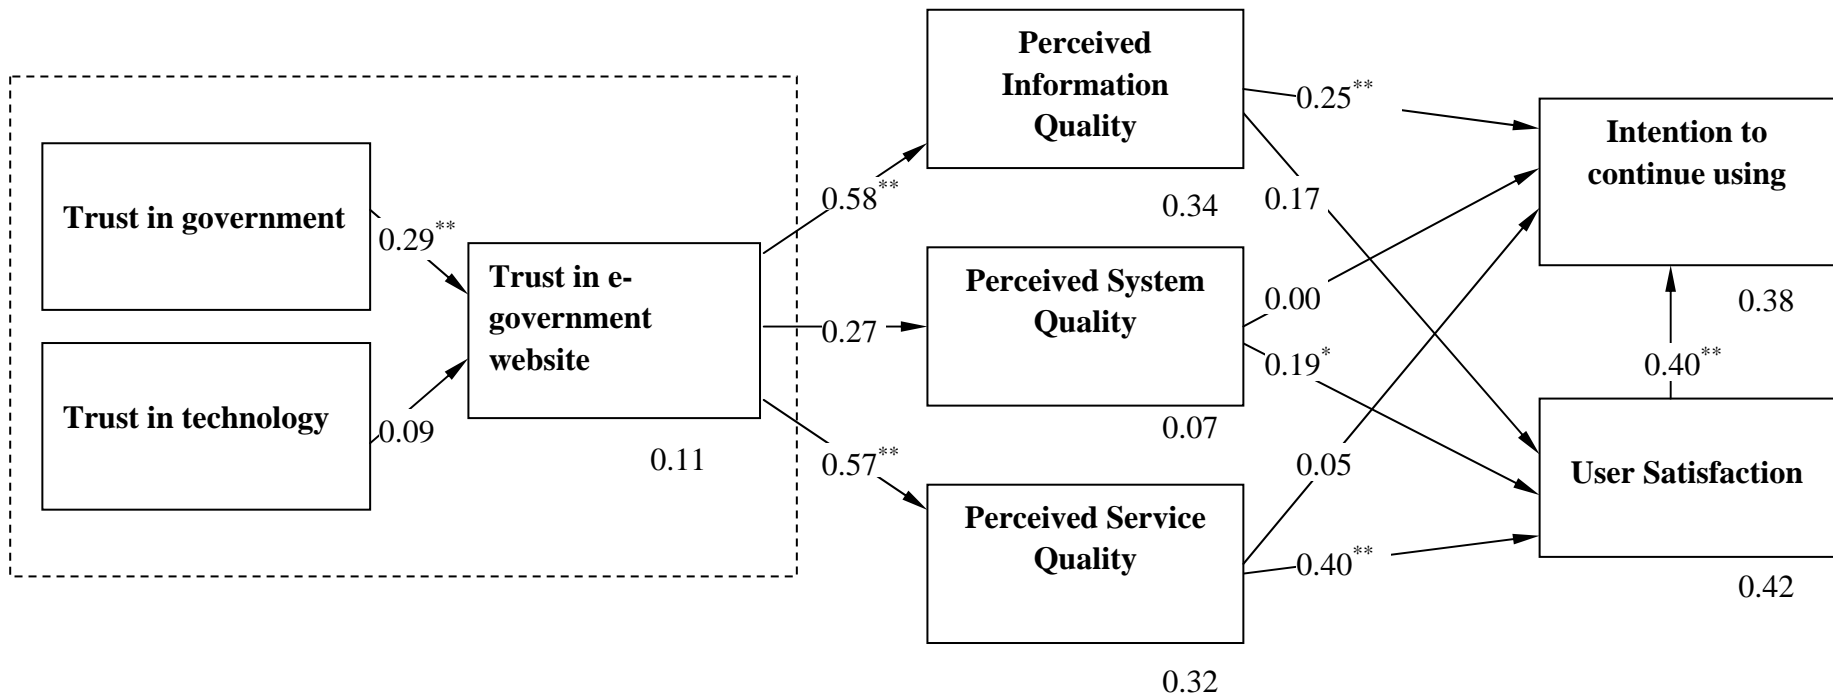 Perceived
Information
Quality
0.25**
Intention to
continue using
Trust in government
0.58**
0.34
0.17
0.29**
Trust in e-
government
website
Perceived System
Quality
0.00
0.38
0.27
0.19*
0.40**
Trust in technology
0.09
0.07
0.11
0.57**
0.05
User Satisfaction
Perceived Service
Quality
0.40**
0.42
0.32